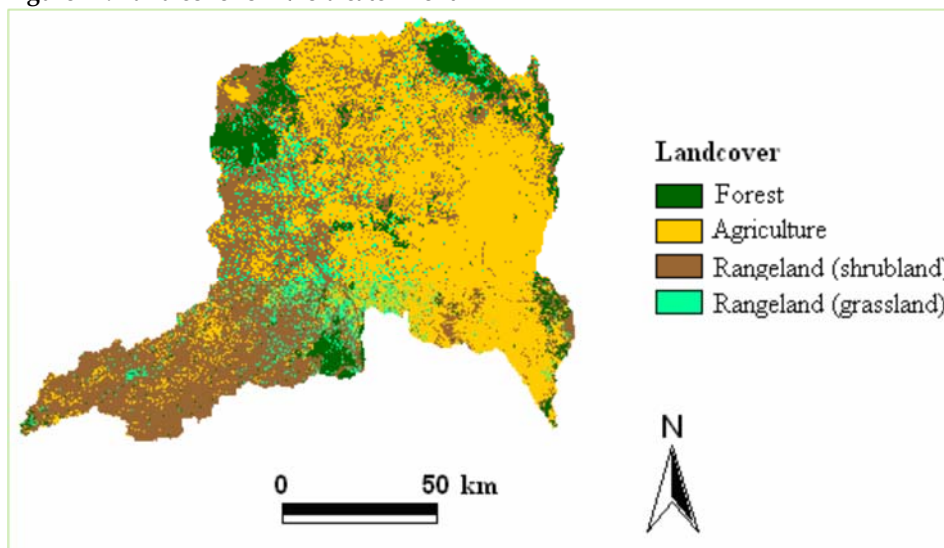 Landcover
Forest
Agriculture
Rangeland (shrubland)
Rangeland (grassland)
N
0 50 km